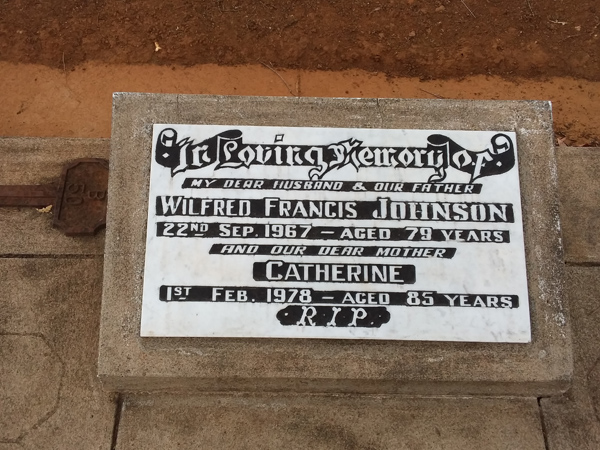 In Loving Memory of
MY DEAR HUSBAND & OUR FATHER
WILFRED FRANCIS JOHNSON
22ND SEP. 1967 – AGED 79 YEARS
AND OUR DEAR MOTHER
CATHERINE
1ST FEB. 1978 – AGED 85 YEARS
R.I.P.